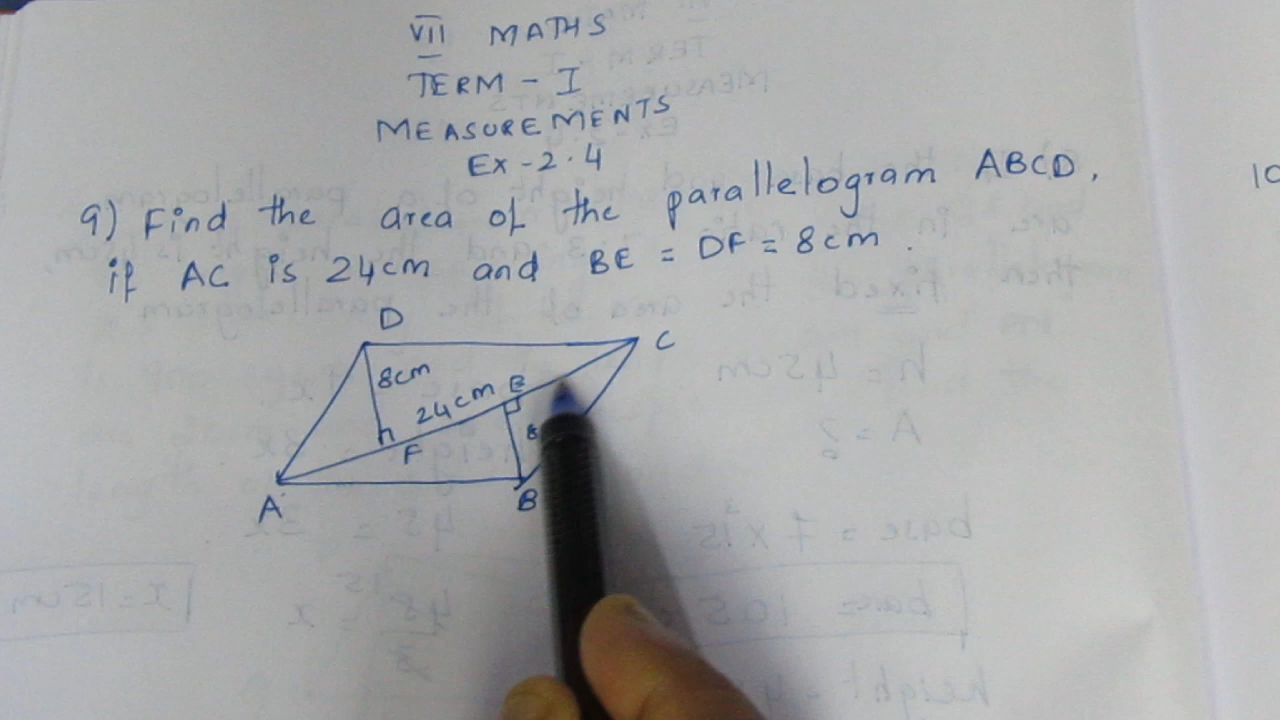 VII MATHS
TERM - I
MEASUREMENTS
Ex - 2.4
9) Find the area of the parallelogram ABCD,
if AC is 24cm and BE = DF = 8cm.
D
C
8cm
24cm
E
F
A
B
10